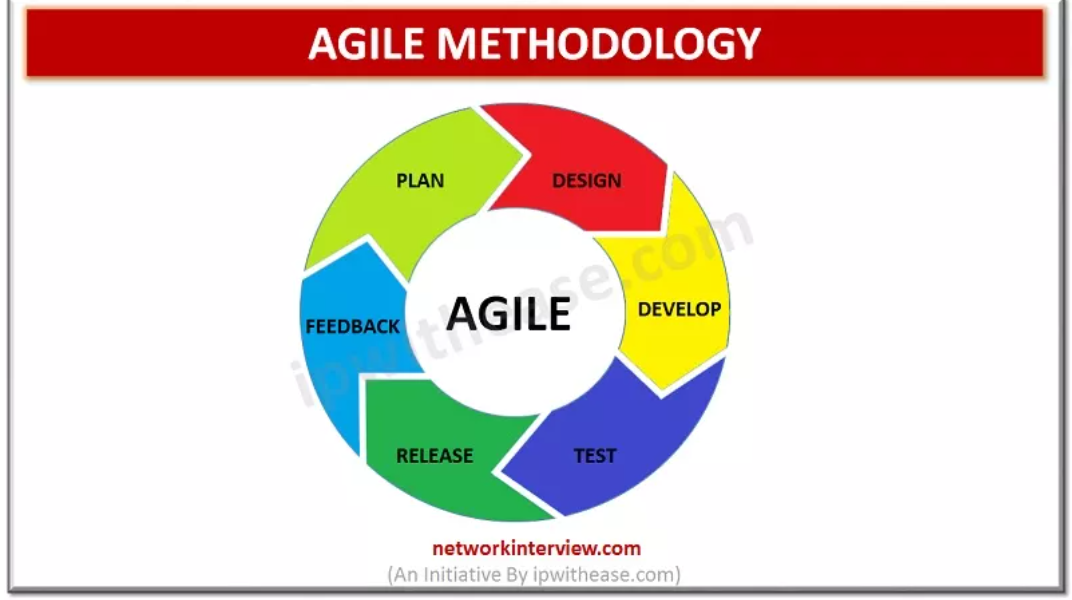 AGILE METHODOLOGY
PLAN
DESIGN
DEVELOP
TEST
RELEASE
FEEDBACK
AGILE
ipwithease.com
networkinterview.com
(An Initiative By ipwithease.com)